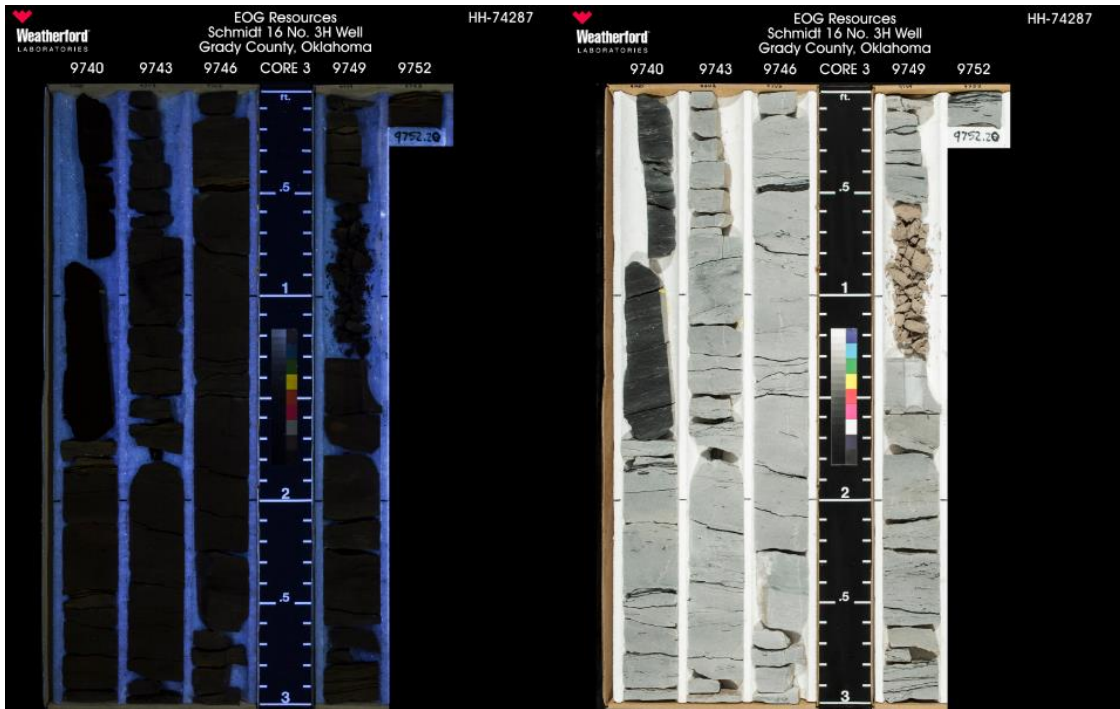 Weatherford
LABORATORIES
EOG Resources
Schmidt 16 No. 3H Well
Grady County, Oklahoma
HH-74287
9740 9743 9746 CORE 3 9749 9752
ft.
.5
1
2
.5
3
9752.20
Weatherford
LABORATORIES
EOG Resources
Schmidt 16 No. 3H Well
Grady County, Oklahoma
HH-74287
9740 9743 9746 CORE 3 9749 9752
ft.
.5
1
2
.5
3
9752.20